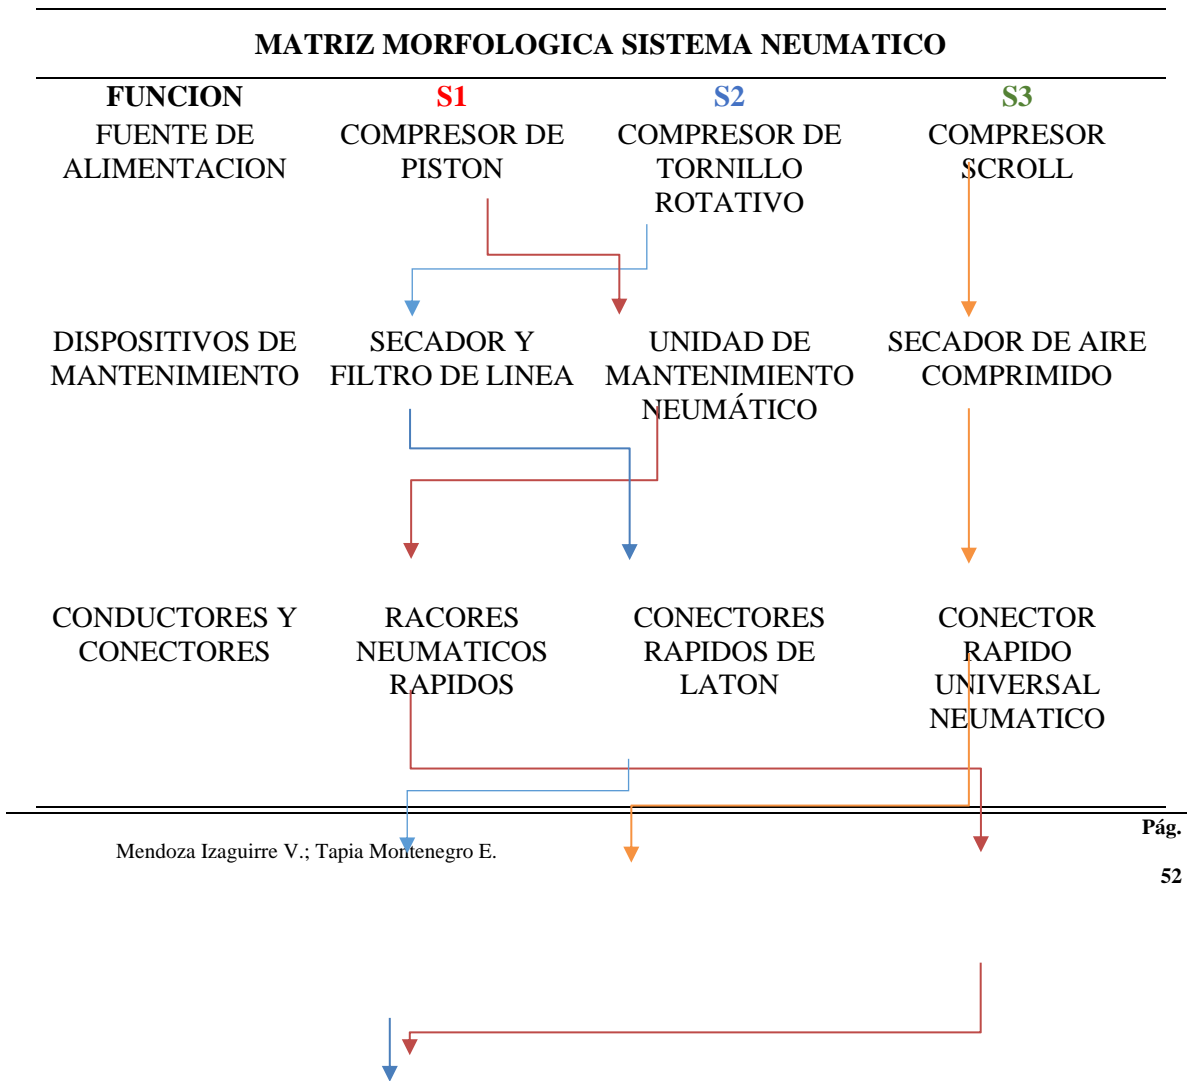 MATRIZ MORFOLOGICA SISTEMA NEUMATICO
FUNCION S1 S2 S3
FUENTE DE ALIMENTACION
COMPRESOR DE PISTON
COMPRESOR DE TORNILLO ROTATIVO
COMPRESOR SCROLL
DISPOSITIVOS DE MANTENIMIENTO
SECADOR Y FILTRO DE LINEA
UNIDAD DE MANTENIMIENTO NEUMÁTICO
SECADOR DE AIRE COMPRIMIDO
CONDUCTORES Y CONECTORES
RACORES NEUMATICOS RAPIDOS
CONECTORES RAPIDOS DE LATON
CONECTOR RAPIDO UNIVERSAL NEUMATICO
Mendoza Izaguirre V.; Tapia Montenegro E.
Pág.
52